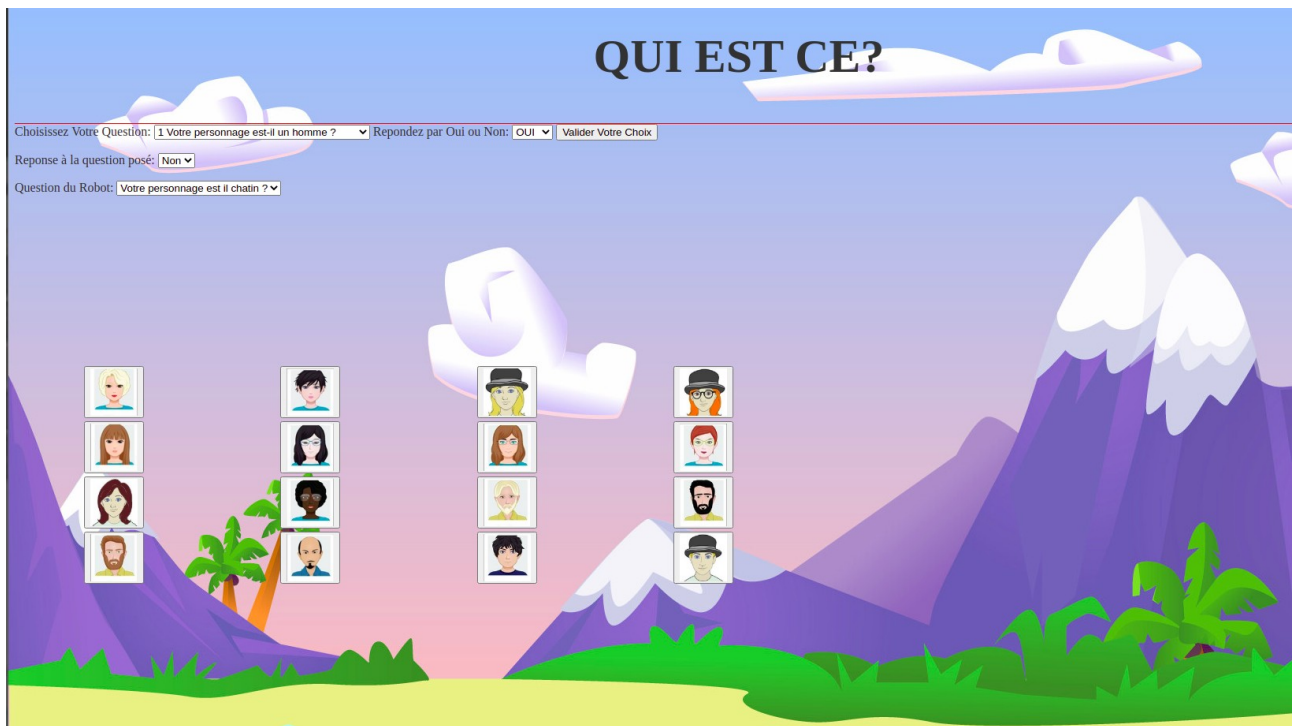 QUI EST CE?
Choisissez Votre Question: 1 Votre personnage est-il un homme ? Repondez par Oui ou Non: OUI Valider Votre Choix
Reponse à la question posé: Non
Question du Robot: Votre personnage est il chatin ?